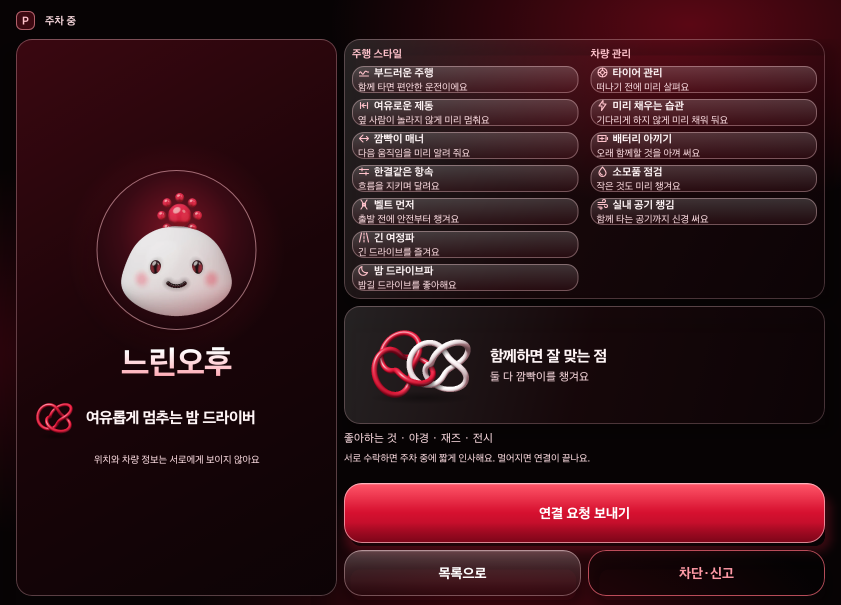 P 주차 중
느린오후
여유롭게 멈추는 밤 드라이버
위치와 차량 정보는 서로에게 보이지 않아요
주행 스타일
부드러운 주행
함께 타면 편안한 운전이에요
여유로운 제동
옆 사람이 놀라지 않게 미리 멈춰요
깜빡이 매너
다음 움직임을 미리 알려 줘요
한결같은 항속
흐름을 지키며 달려요
벨트 먼저
출발 전에 안전부터 챙겨요
긴 여정파
긴 드라이브를 즐겨요
밤 드라이브파
밤길 드라이브를 좋아해요
차량 관리
타이어 관리
떠나기 전에 미리 살펴요
미리 채우는 습관
기다리게 하지 않게 미리 채워 둬요
배터리 아끼기
오래 함께할 것을 아껴 써요
소모품 점검
작은 것도 미리 챙겨요
실내 공기 챙김
함께 타는 공기까지 신경 써요
함께하면 잘 맞는 점
둘 다 깜빡이를 챙겨요
좋아하는 것 · 야경 · 재즈 · 전시
서로 수락하면 주차 중에 짧게 인사해요. 멀어지면 연결이 끝나요.
연결 요청 보내기
목록으로
차단·신고